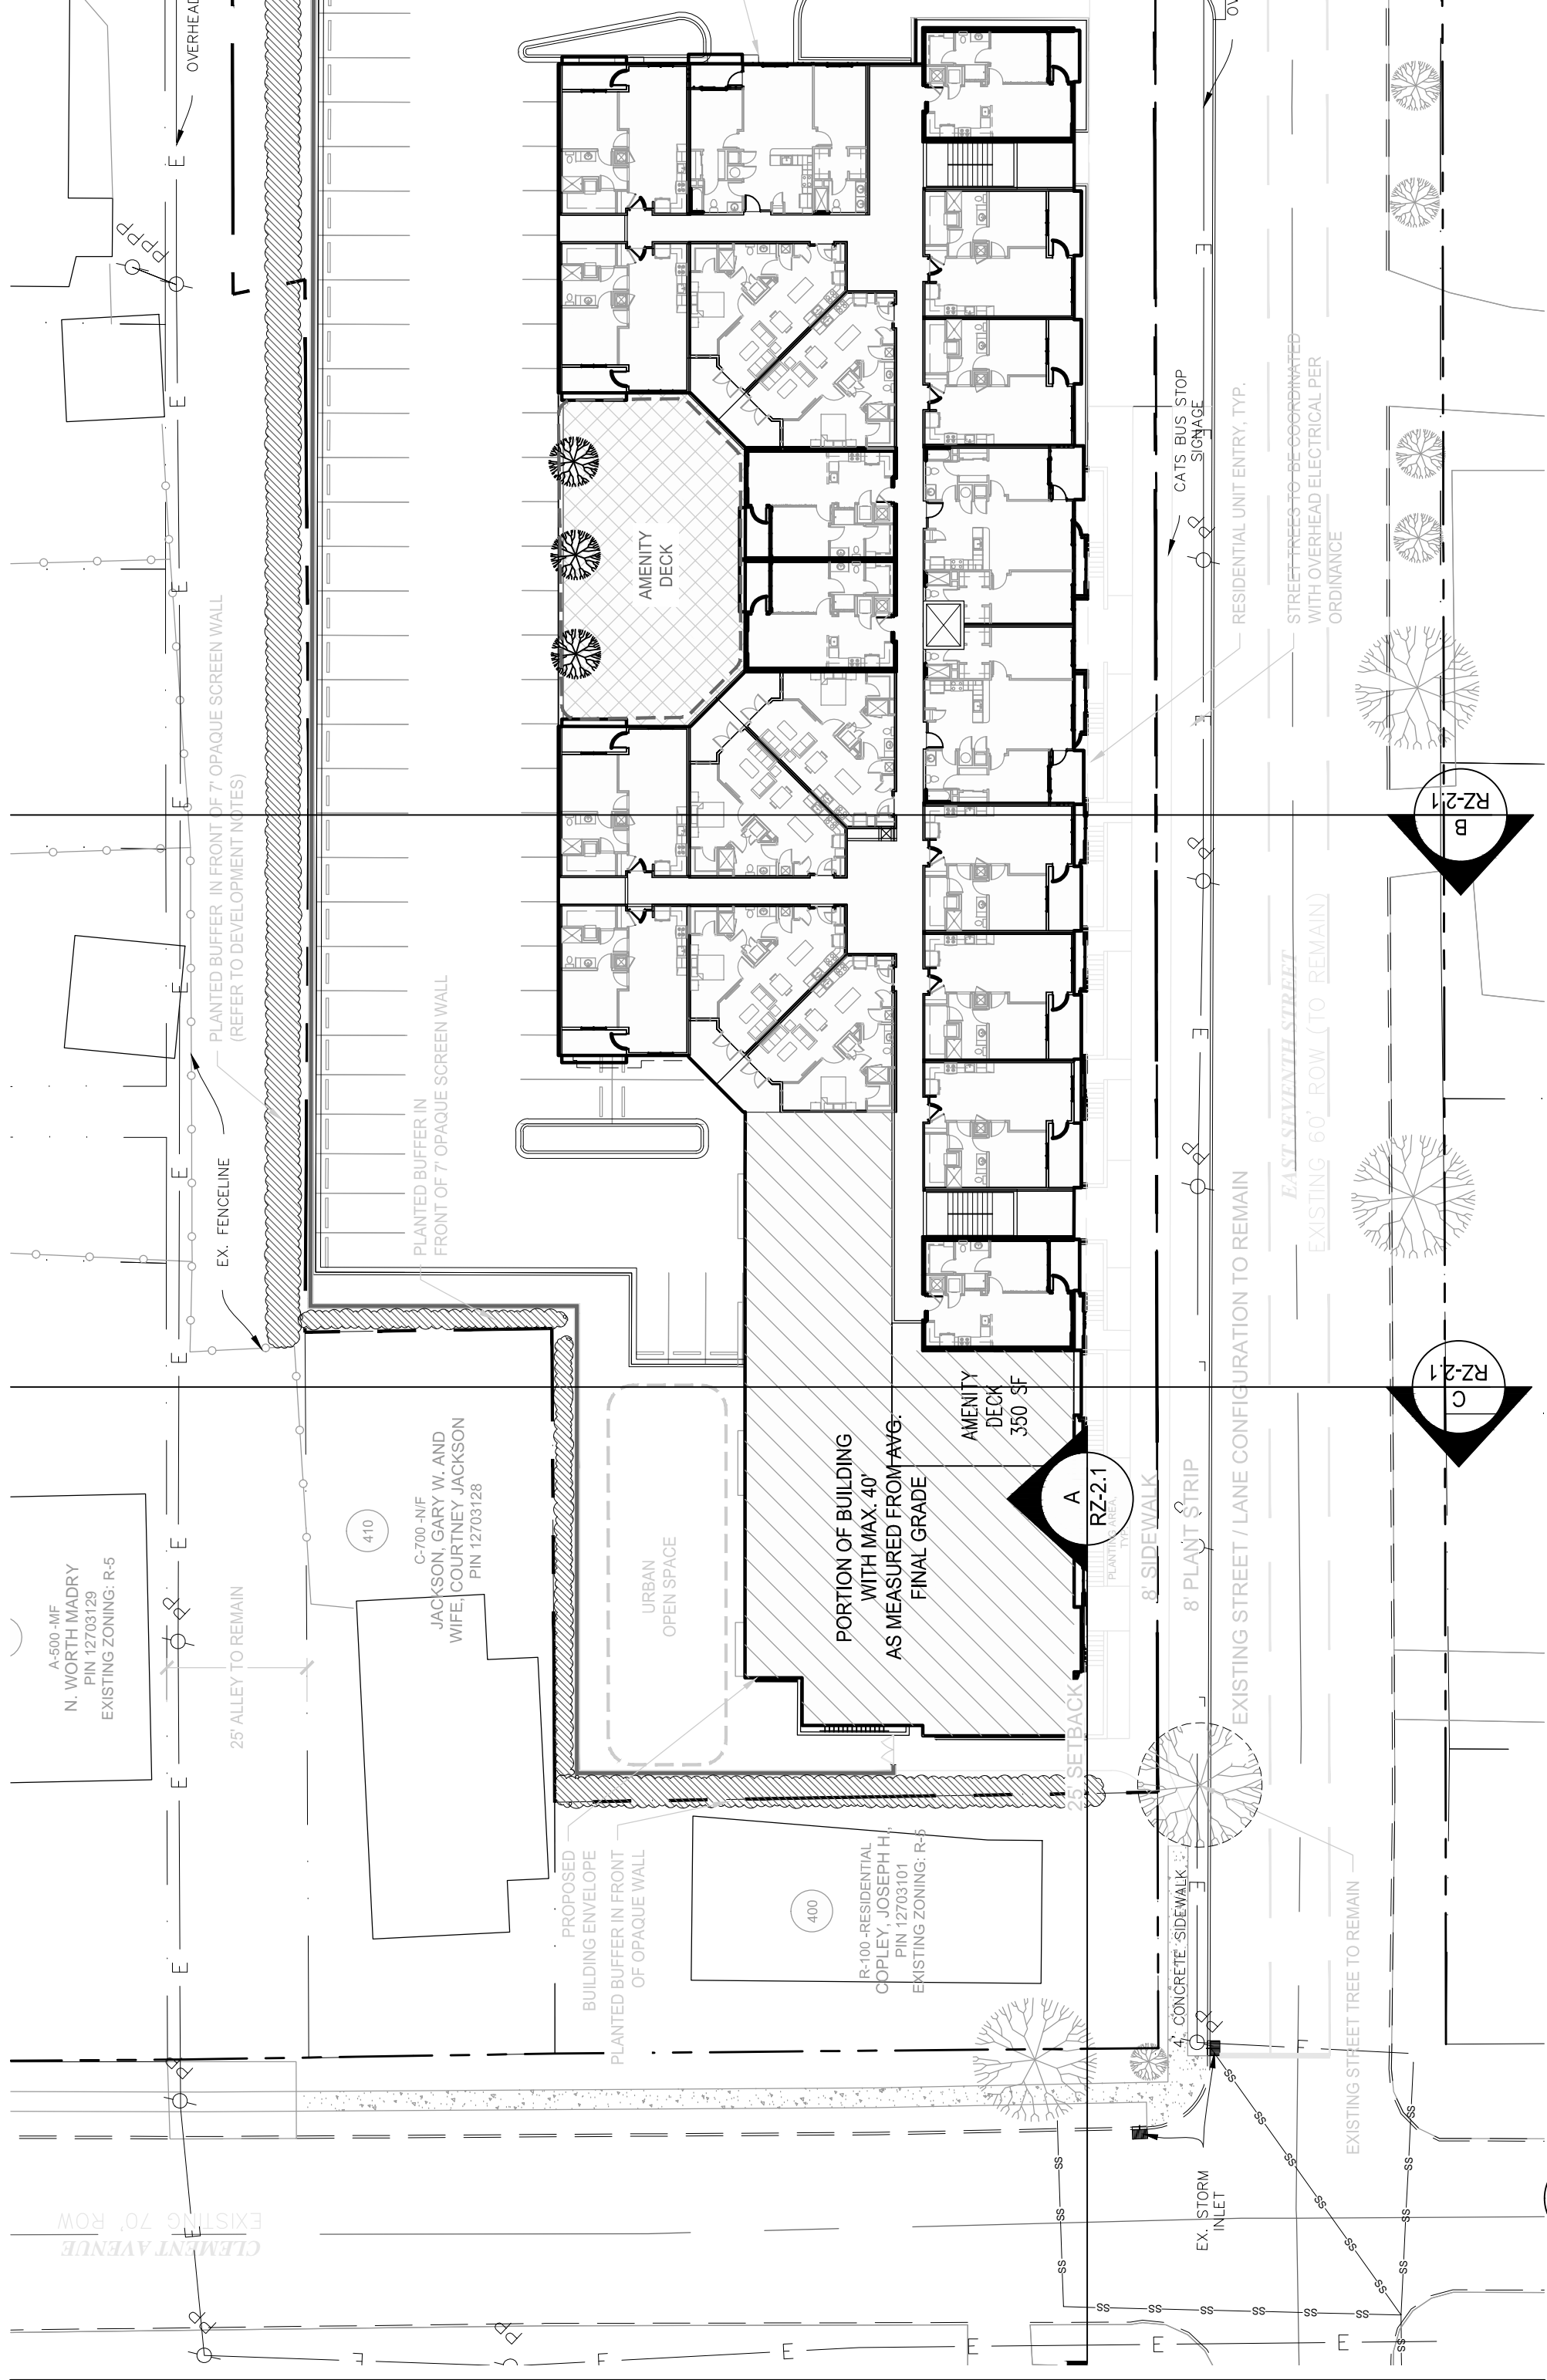 OVERHEAD
PLANTED BUFFER IN FRONT OF 7' OPAQUE SCREEN WALL
(REFER TO DEVELOPMENT NOTES)
EX. FENCELINE
PLANTED BUFFER IN
FRONT OF 7' OPAQUE SCREEN WALL
AMENITY
DECK
CATS BUS STOP
SIGNAGE
RESIDENTIAL UNIT ENTRY, TYP.
STREET TREES TO BE COORDINATED
WITH OVERHEAD ELECTRICAL PER
ORDINANCE
B
RZ-2.1
EAST SEVENTH STREET
EXISTING 60' ROW (TO REMAIN)
C
RZ-2.1
EXISTING STREET / LANE CONFIGURATION TO REMAIN
AMENITY
DECK
350 SF
PORTION OF BUILDING
WITH MAX. 40'
AS MEASURED FROM AVG.
FINAL GRADE
A
RZ-2.1
PLANTING AREA,
8' SIDEWALK
8' PLANT STRIP
25' SETBACK
URBAN
OPEN SPACE
410
C-700 -N/F
JACKSON, GARY W. AND
WIFE, COURTNEY JACKSON
PIN 12703128
A-500 -MF
N. WORTH MADRY
PIN 12703129
EXISTING ZONING: R-5
25' ALLEY TO REMAIN
PROPOSED
BUILDING ENVELOPE
PLANTED BUFFER IN FRONT
OF OPAQUE WALL
400
R-100 -RESIDENTIAL
COPLEY, JOSEPH H.,
PIN 12703101
EXISTING ZONING: R-5
4' CONCRETE SIDEWALK
EXISTING STREET TREE TO REMAIN
EX. STORM
INLET
CLEMENT AVENUE
EXISTING 70' ROW